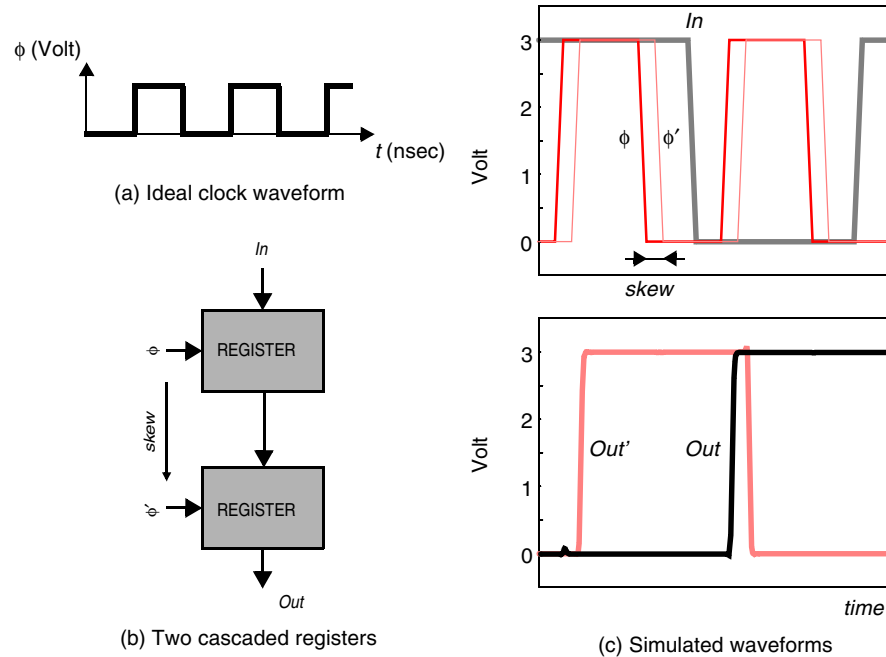 ϕ (Volt)
t (nsec)
(a) Ideal clock waveform
In
ϕ
REGISTER
skew
ϕ′
REGISTER
Out
(b) Two cascaded registers
In
3
2
1
0
Volt
ϕ
ϕ′
skew
3
2
1
0
Volt
Out'
Out
time
(c) Simulated waveforms